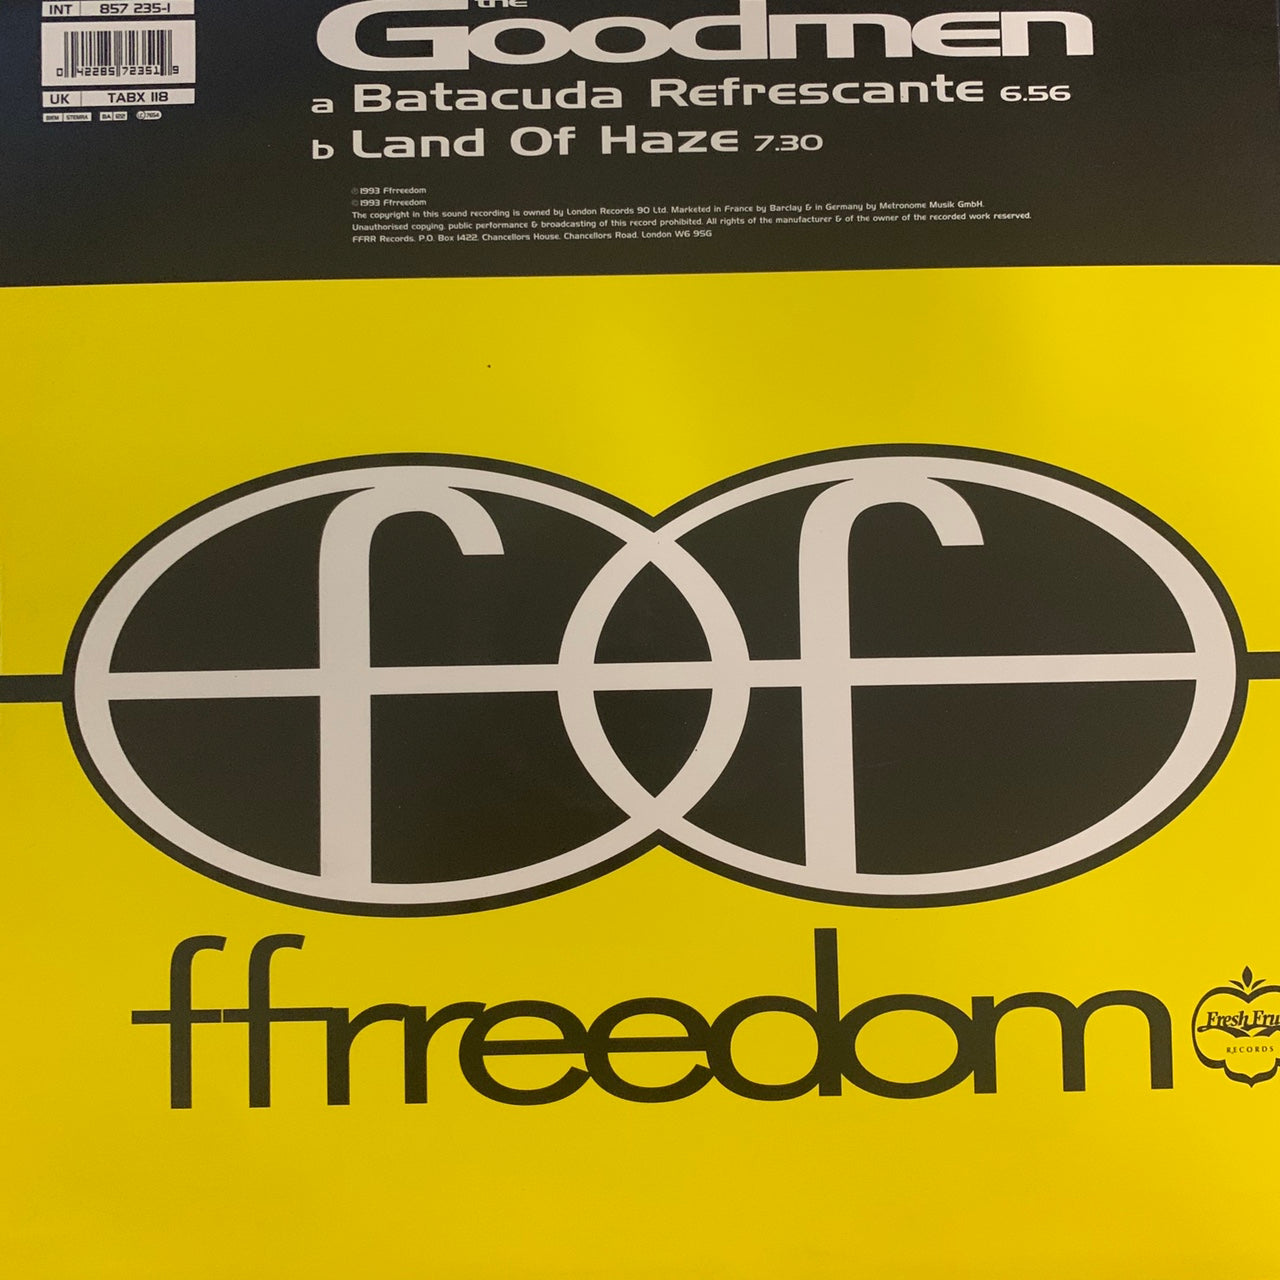 INT 857 235-1
0 42285 72351 9
UK TABX 118
BIEM STEMRA
the
Goodmen
a Batacuda Refrescante 6.56
b Land Of Haze 7.30
℗ 1993 Ffrreedom
© 1993 Ffrreedom
The copyright in this sound recording is owned by London Records 90 Ltd. Marketed in France by Barclay & in Germany by Metronome Musik GmbH.
Unauthorised copying, public performance & broadcasting of this record prohibited. All rights of the manufacturer & of the owner of the recorded work reserved.
FFRR Records. P.O. Box 1422. Chancellors House. Chancellors Road. London W6 9SG
f f
ffrreedom
Fresh Fru
RECORDS